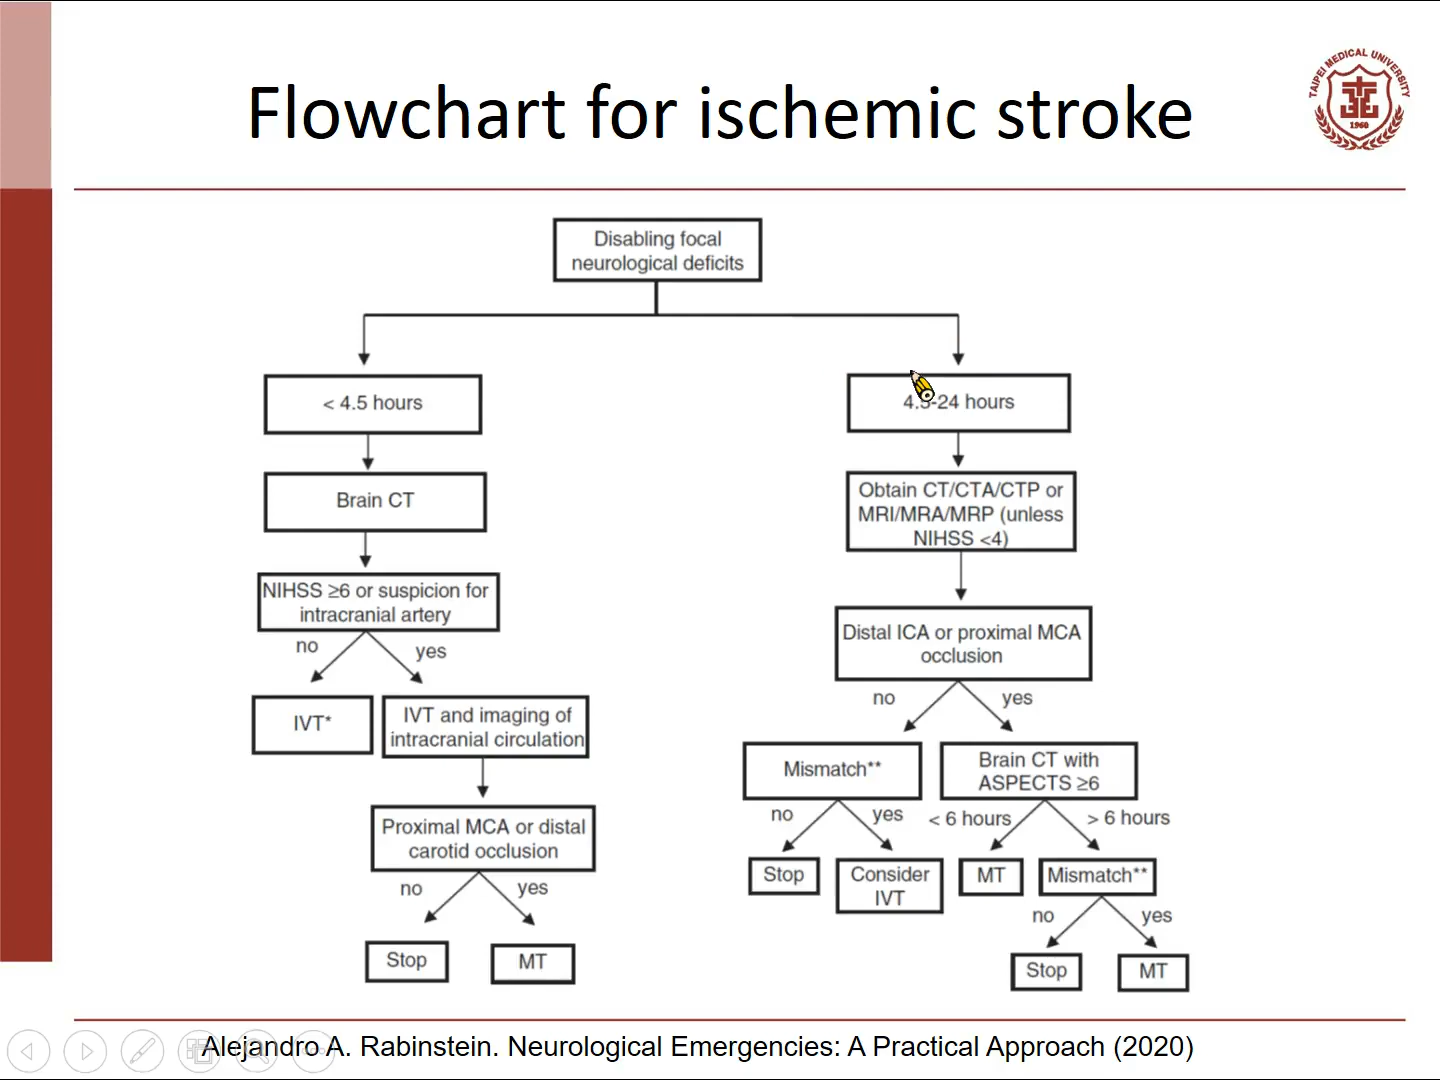 Flowchart for ischemic stroke
TAIPEI MEDICAL UNIVERSITY
1960
Disabling focal
neurological deficits
< 4.5 hours
4.5-24 hours
Brain CT
Obtain CT/CTA/CTP or
MRI/MRA/MRP (unless
NIHSS <4)
NIHSS ≥6 or suspicion for
intracranial artery
no
yes
Distal ICA or proximal MCA
occlusion
no
yes
IVT*
IVT and imaging of
intracranial circulation
Mismatch**
Brain CT with
ASPECTS ≥6
no
yes
< 6 hours
> 6 hours
Proximal MCA or distal
carotid occlusion
Stop
Consider
IVT
MT
Mismatch**
no
yes
no
yes
Stop
MT
Stop
MT
Alejandro A. Rabinstein. Neurological Emergencies: A Practical Approach (2020)